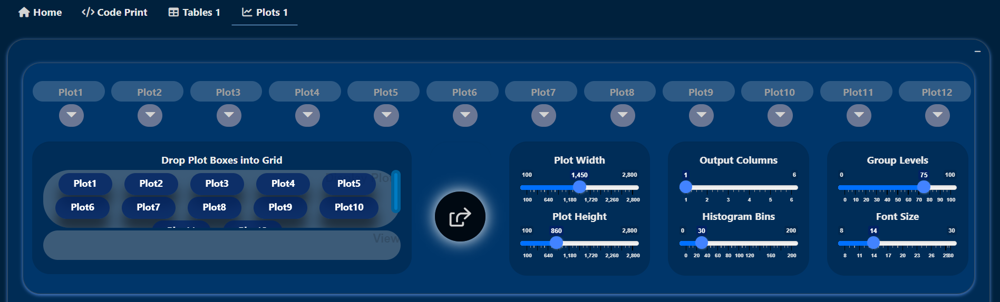 Home Code Print Tables 1 Plots 1
Plot1 Plot2 Plot3 Plot4 Plot5 Plot6 Plot7 Plot8 Plot9 Plot10 Plot11 Plot12
Drop Plot Boxes into Grid
Plot1 Plot2 Plot3 Plot4 Plot5
Plot6 Plot7 Plot8 Plot9 Plot10
View
Plot Width
100 1,450 2,800
100 640 1,180 1,720 2,260 2,800
Plot Height
100 860 2,800
100 640 1,180 1,720 2,260 2,800
Output Columns
1 6
1 2 3 4 5 6
Histogram Bins
0 30 200
0 20 40 60 80 100 120 160 200
Group Levels
0 75 100
0 10 20 30 40 50 60 70 80 90 100
Font Size
8 14 30
8 11 14 17 20 23 26 29 30